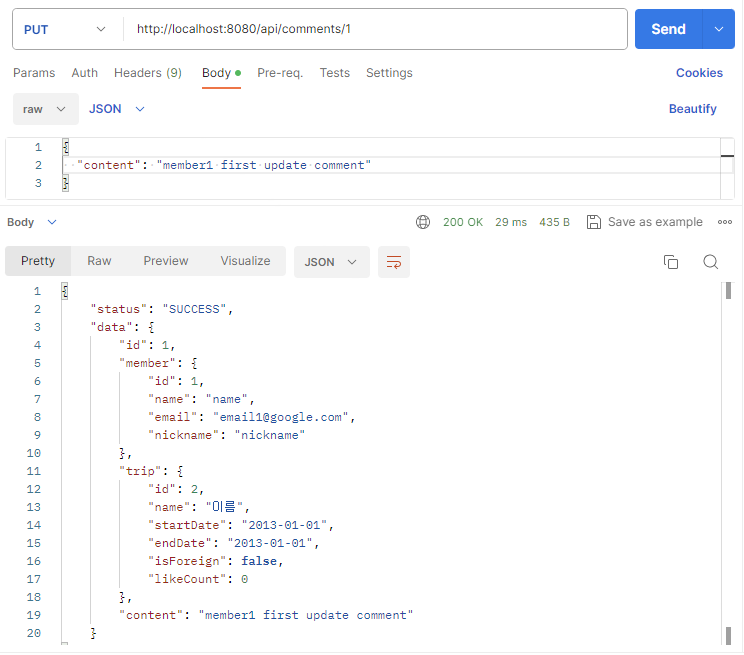 PUT http://localhost:8080/api/comments/1 Send
Params Auth Headers (9) Body Pre-req. Tests Settings Cookies
raw JSON Beautify
1 {
2 "content": "member1 first update comment"
3 }
Body 200 OK 29 ms 435 B Save as example
Pretty Raw Preview Visualize JSON
1 {
2 "status": "SUCCESS",
3 "data": {
4 "id": 1,
5 "member": {
6 "id": 1,
7 "name": "name",
8 "email": "email1@google.com",
9 "nickname": "nickname"
10 },
11 "trip": {
12 "id": 2,
13 "name": "이름",
14 "startDate": "2013-01-01",
15 "endDate": "2013-01-01",
16 "isForeign": false,
17 "likeCount": 0
18 },
19 "content": "member1 first update comment"
20 }